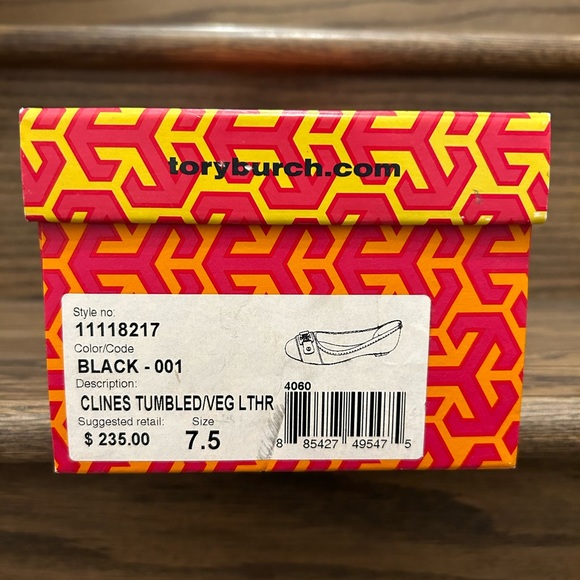 toryburch.com
Style no:
11118217
Color/Code
BLACK - 001
Description:
CLINES TUMBLED/VEG LTHR
Suggested retail: Size
$ 235.00 7.5
4060
8 85427 49547 5